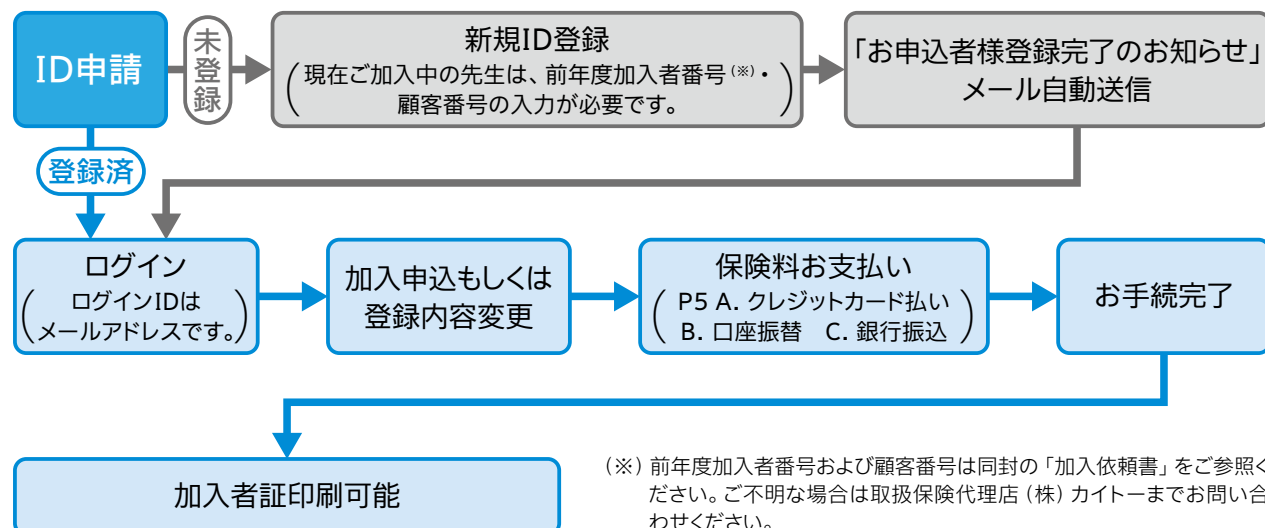 ID申請
未登録
新規ID登録
(現在ご加入中の先生は、前年度加入者番号(※)・
顧客番号の入力が必要です。)
「お申込者様登録完了のお知らせ」
メール自動送信
登録済
ログイン
(ログインIDは
メールアドレスです。)
加入申込もしくは
登録内容変更
保険料お支払い
(P5 A. クレジットカード払い
B. 口座振替 C. 銀行振込)
お手続完了
加入者証印刷可能
(※) 前年度加入者番号および顧客番号は同封の「加入依頼書」をご参照く
ださい。ご不明な場合は取扱保険代理店(株)カイトーまでお問い合
わせください。